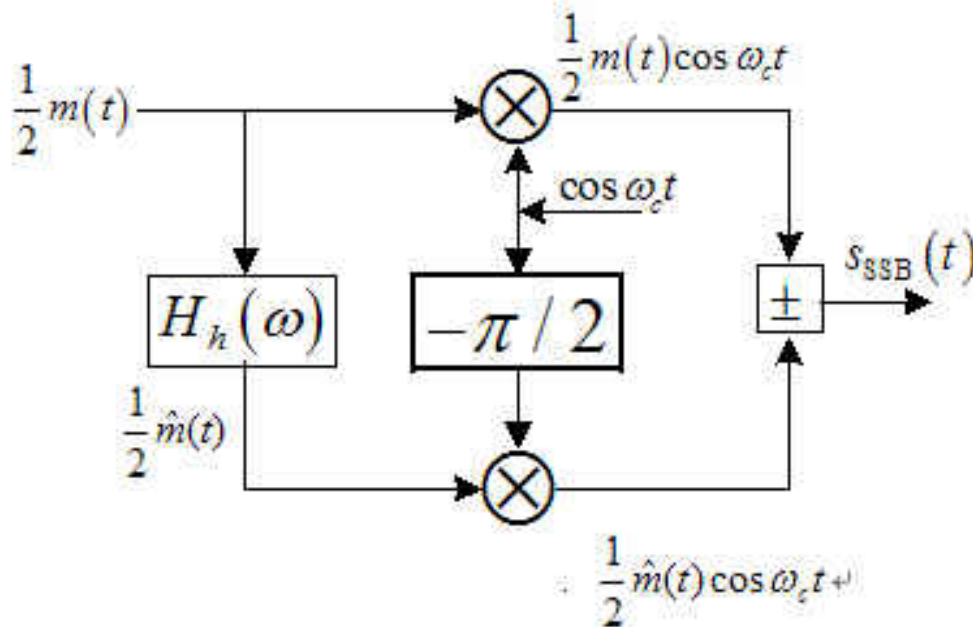 ½ m(t)
½ m(t) cos ω_c t
cos ω_c t
H_h(ω)
−π / 2
±
s_SSB(t)
½ m̂(t)
½ m̂(t) cos ω_c t